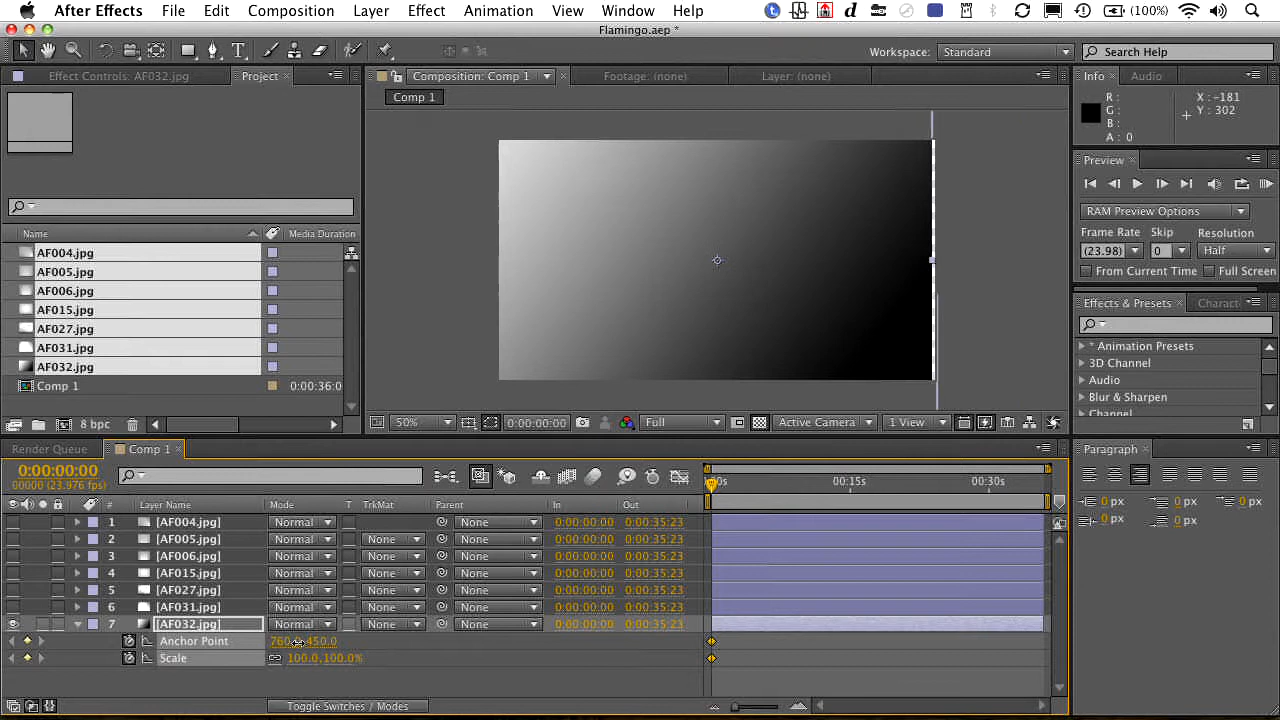 After Effects File Edit Composition Layer Effect Animation View Window Help (100%)
Flamingo.aep *
Workspace: Standard Search Help
Effect Controls: AF032.jpg Project
Composition: Comp 1 Footage: (none) Layer: (none)
Info Audio
Comp 1
R: X: -181
G: Y: 302
B:
A: 0
Preview
RAM Preview Options
Frame Rate Skip Resolution
(23.98) 0 Half
From Current Time Full Screen
Name Media Duration
AF004.jpg
AF005.jpg
AF006.jpg
AF015.jpg
AF027.jpg
AF031.jpg
AF032.jpg
Comp 1 0:00:36:0
8 bpc
Effects & Presets Charact
* Animation Presets
3D Channel
Audio
Blur & Sharpen
Channel
50% 0:00:00:00 Full Active Camera 1 View
Render Queue Comp 1
Paragraph
0:00:00:00
00000 (23.976 fps)
:00s 00:15s 00:30s
# Layer Name Mode T TrkMat Parent In Out
1 [AF004.jpg] Normal None 0:00:00:00 0:00:35:23
2 [AF005.jpg] Normal None None 0:00:00:00 0:00:35:23
3 [AF006.jpg] Normal None None 0:00:00:00 0:00:35:23
4 [AF015.jpg] Normal None None 0:00:00:00 0:00:35:23
5 [AF027.jpg] Normal None None 0:00:00:00 0:00:35:23
6 [AF031.jpg] Normal None None 0:00:00:00 0:00:35:23
7 [AF032.jpg] Normal None None 0:00:00:00 0:00:35:23
Anchor Point 760.0,450.0
Scale 100.0,100.0%
Toggle Switches / Modes
0 px 0 px 0 px
0 px 0 px